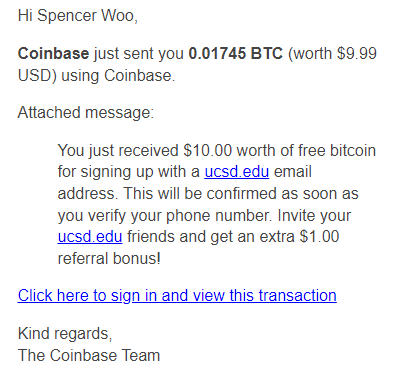 Hi Spencer Woo,
Coinbase just sent you 0.01745 BTC (worth $9.99
USD) using Coinbase.
Attached message:
You just received $10.00 worth of free bitcoin
for signing up with a ucsd.edu email
address. This will be confirmed as soon as
you verify your phone number. Invite your
ucsd.edu friends and get an extra $1.00
referral bonus!
Click here to sign in and view this transaction
Kind regards,
The Coinbase Team